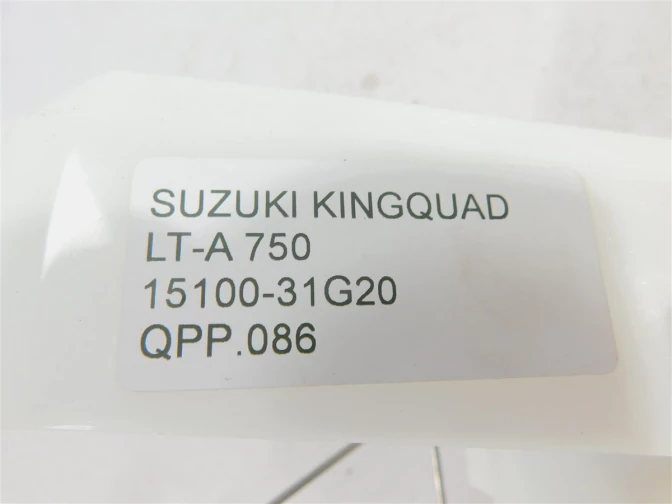 SUZUKI KINGQUAD
LT-A 750
15100-31G20
QPP.086